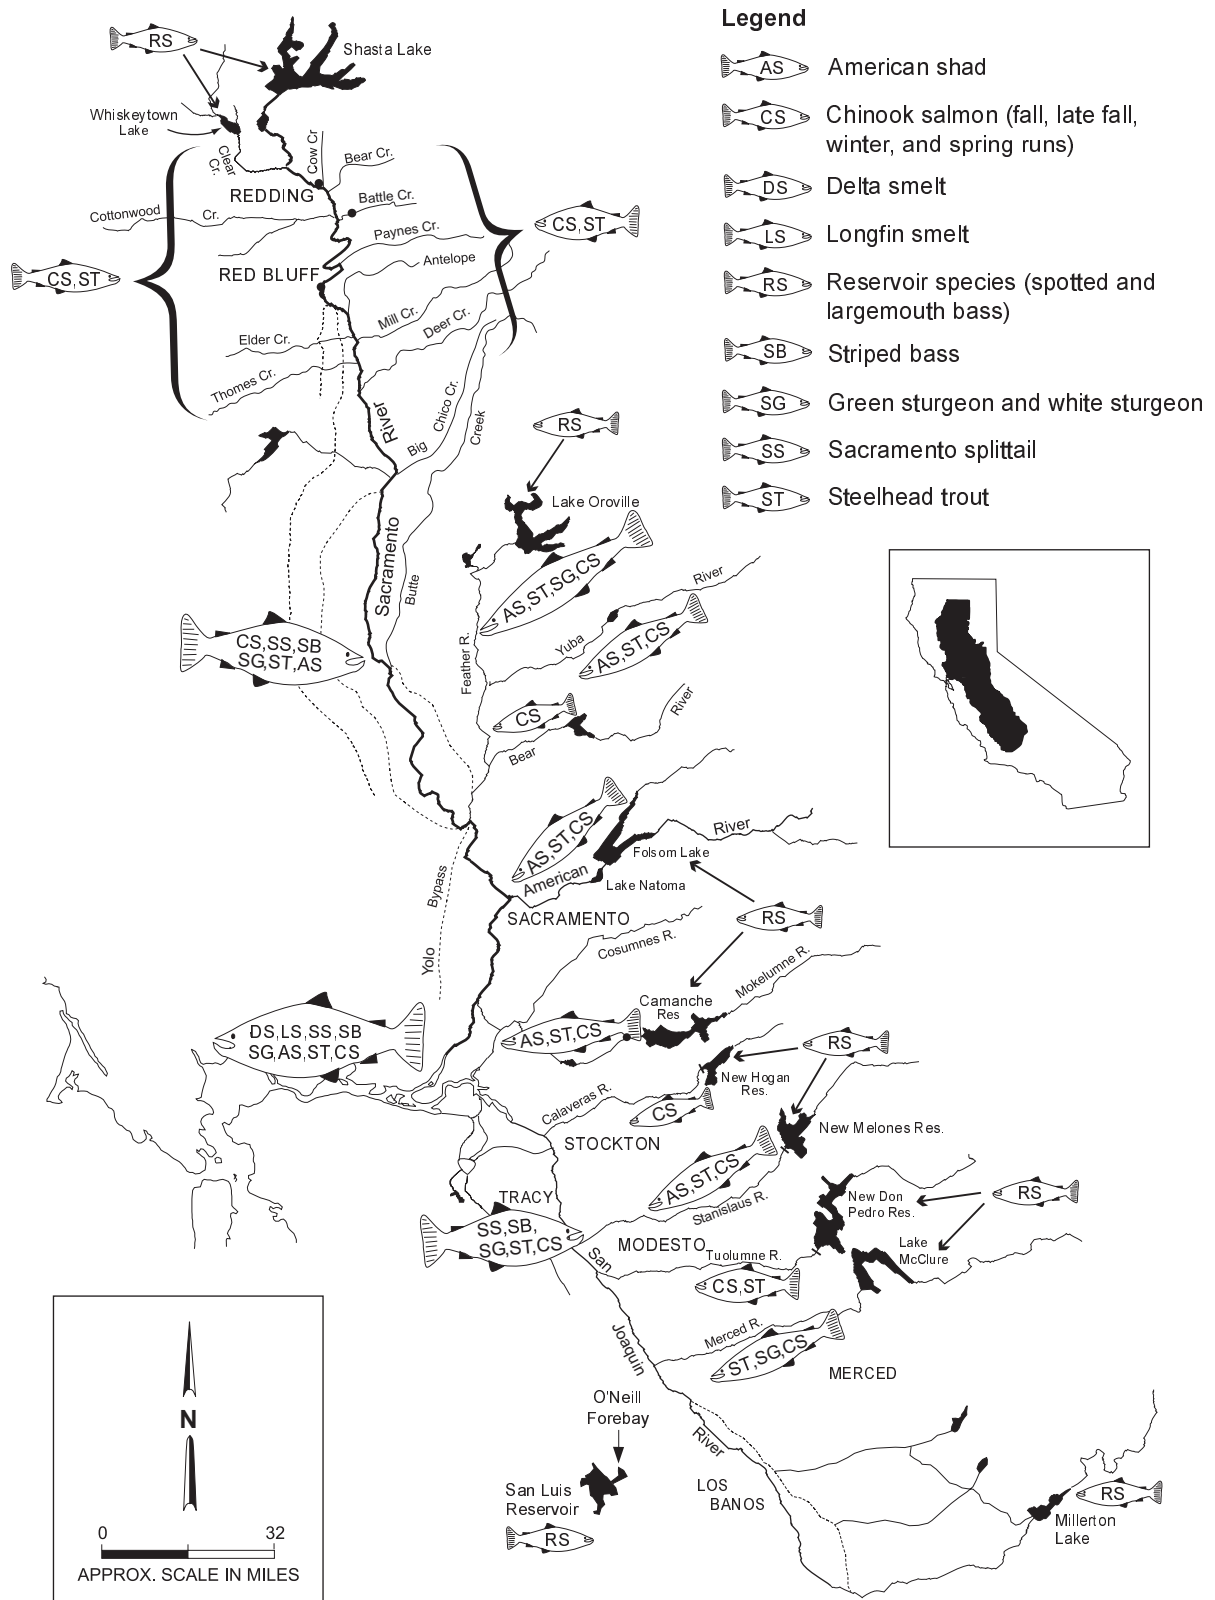 Legend
RS
Shasta Lake
AS American shad
Whiskeytown
Lake
CS Chinook salmon (fall, late fall,
winter, and spring runs)
Clear
Cr.
Cow Cr
Bear Cr.
REDDING
Battle Cr.
DS Delta smelt
Cottonwood Cr.
Paynes Cr.
CS,ST
LS Longfin smelt
CS,ST
RED BLUFF
Antelope
RS Reservoir species (spotted and
largemouth bass)
Mill Cr.
Deer Cr.
Elder Cr.
SB Striped bass
Thomes Cr.
SG Green sturgeon and white sturgeon
River
Big Chico Cr.
Creek
RS
SS Sacramento splittail
ST Steelhead trout
Lake Oroville
Sacramento
Butte
AS,ST,SG,CS
River
Yuba
AS,ST,CS
CS,SS,SB
SG,ST,AS
Feather R.
CS
River
Bear
AS,ST,CS
River
Folsom Lake
American
Lake Natoma
Bypass
SACRAMENTO
RS
Cosumnes R.
Yolo
Mokelumne R.
Camanche
Res
DS,LS,SS,SB
SG,AS,ST,CS
AS,ST,CS
RS
New Hogan
Res.
Calaveras R.
CS
New Melones Res.
STOCKTON
AS,ST,CS
TRACY
Stanislaus R.
New Don
Pedro Res.
RS
SS,SB,
SG,ST,CS
MODESTO
Lake
McClure
San
Tuolumne R.
CS,ST
Joaquin
Merced R.
ST,SG,CS
MERCED
O'Neill
Forebay
River
San Luis
Reservoir
RS
LOS
BANOS
RS
Millerton
Lake
N
0 32
APPROX. SCALE IN MILES